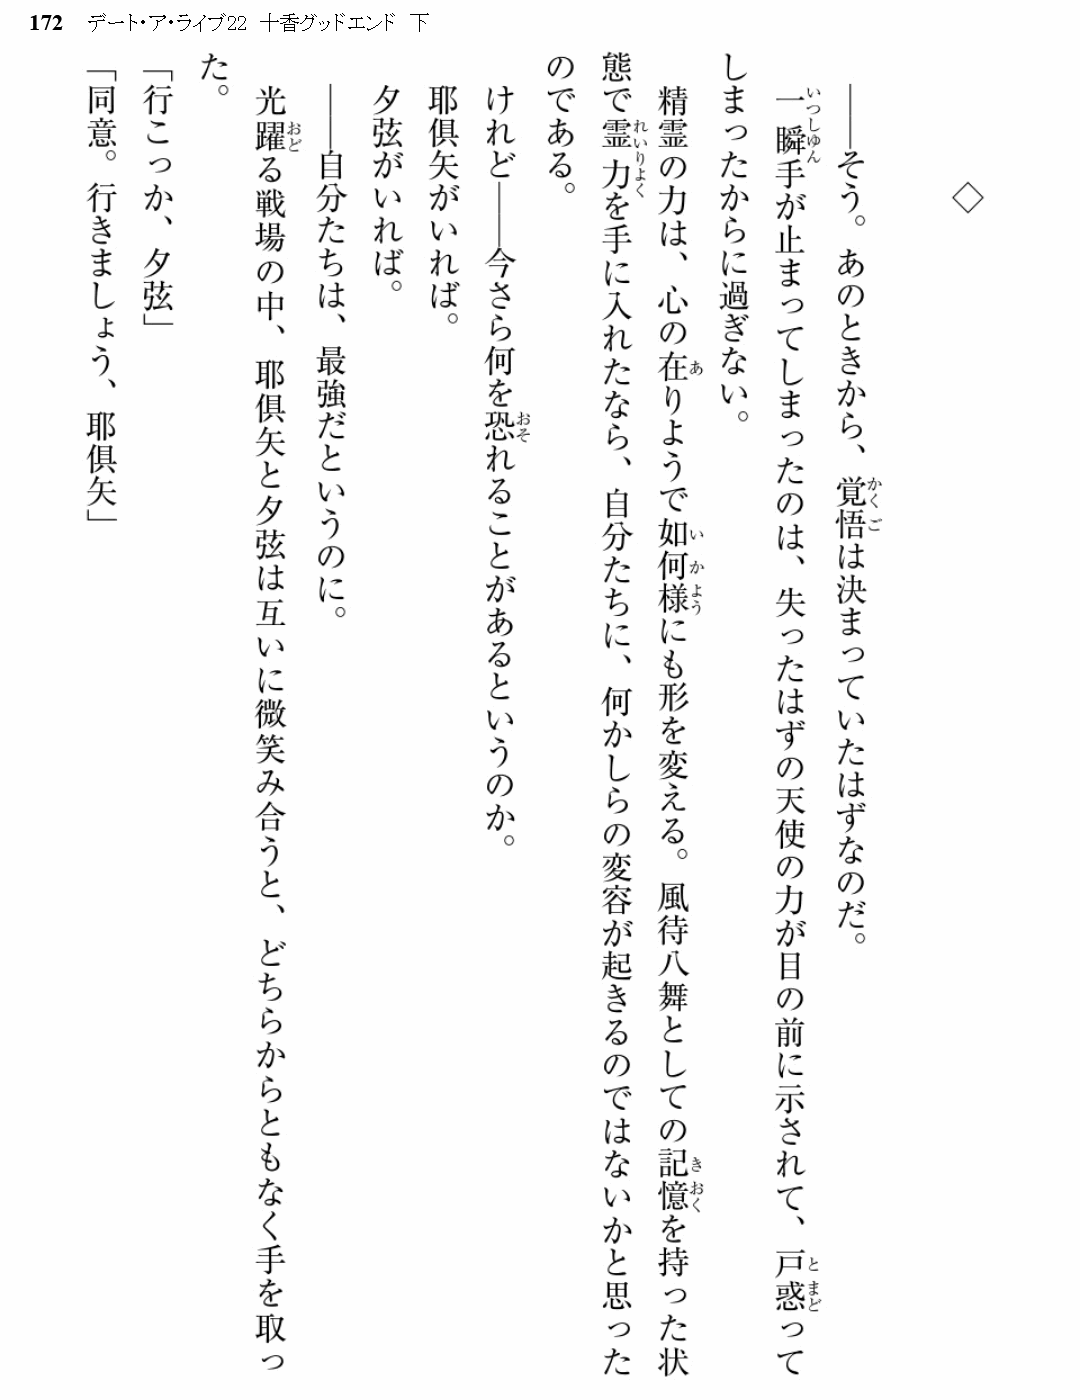 172 デート・ア・ライブ22 十香グッドエンド 下
◇
――そう。あのときから、覚悟は決まっていたはずなのだ。
一瞬手が止まってしまったのは、失ったはずの天使の力が目の前に示されて、戸惑って
しまったからに過ぎない。
精霊の力は、心の在りようで如何様にも形を変える。風待八舞としての記憶を持った状
態で霊力を手に入れたなら、自分たちに、何かしらの変容が起きるのではないかと思った
のである。
けれど――今さら何を恐れることがあるというのか。
耶倶矢がいれば。
夕弦がいれば。
――自分たちは、最強だというのに。
光躍る戦場の中、耶倶矢と夕弦は互いに微笑み合うと、どちらからともなく手を取っ
た。
「行こっか、夕弦」
「同意。行きましょう、耶倶矢」